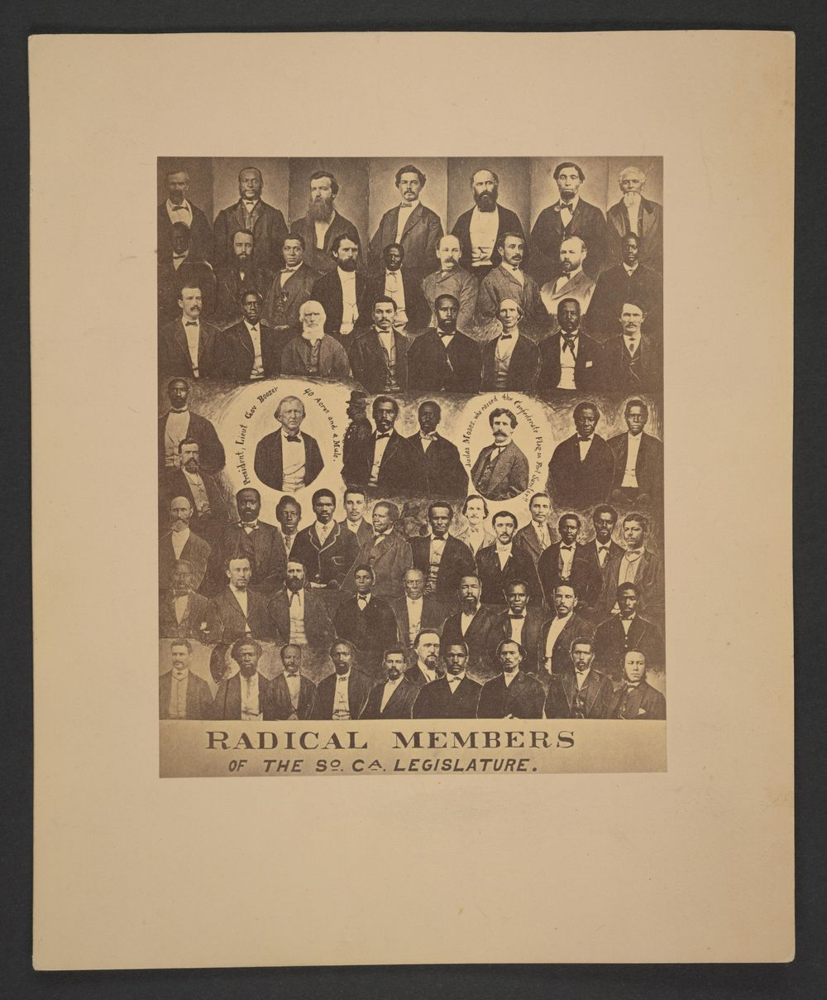 President, Lieut Gov Boozer
40 Acres and a Mule.
Judas Moses, who raised the Confederate Flag on Fort Sumter"
RADICAL MEMBERS
OF THE So. Ca. LEGISLATURE.